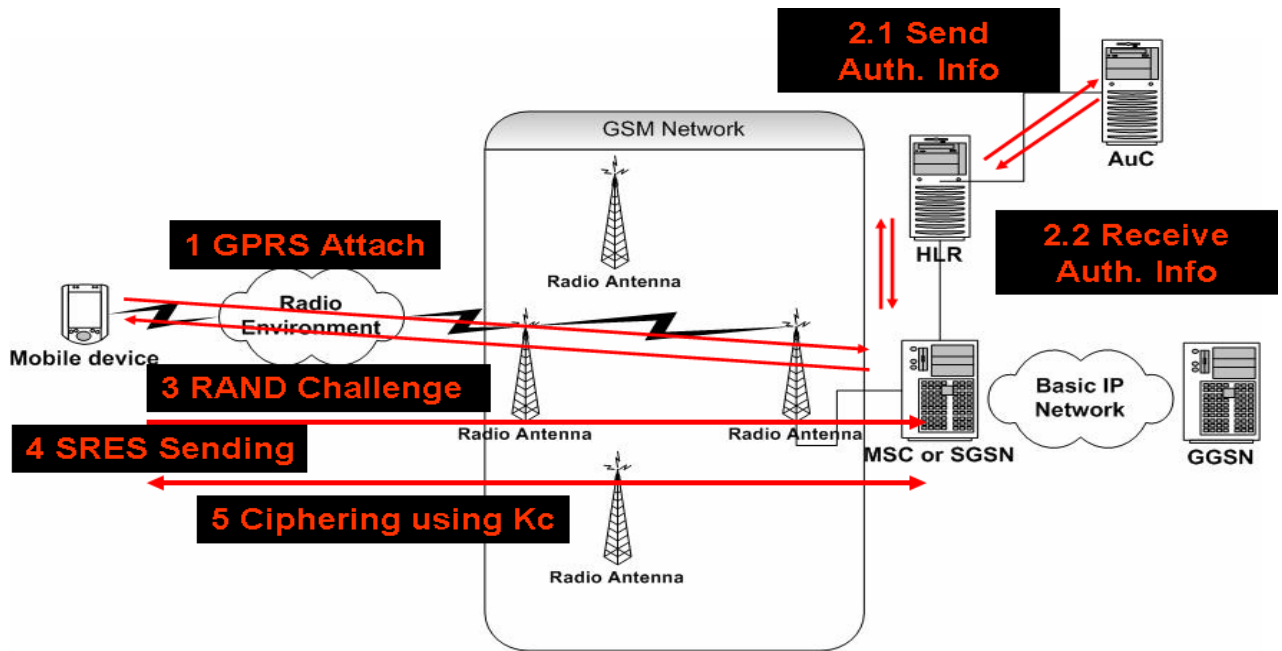 2.1 Send
Auth. Info
AuC
GSM Network
HLR
2.2 Receive
Auth. Info
1 GPRS Attach
Radio Antenna
Radio
Environment
Mobile device
3 RAND Challenge
Basic IP
Network
4 SRES Sending
Radio Antenna
Radio Antenna
MSC or SGSN
GGSN
5 Ciphering using Kc
Radio Antenna